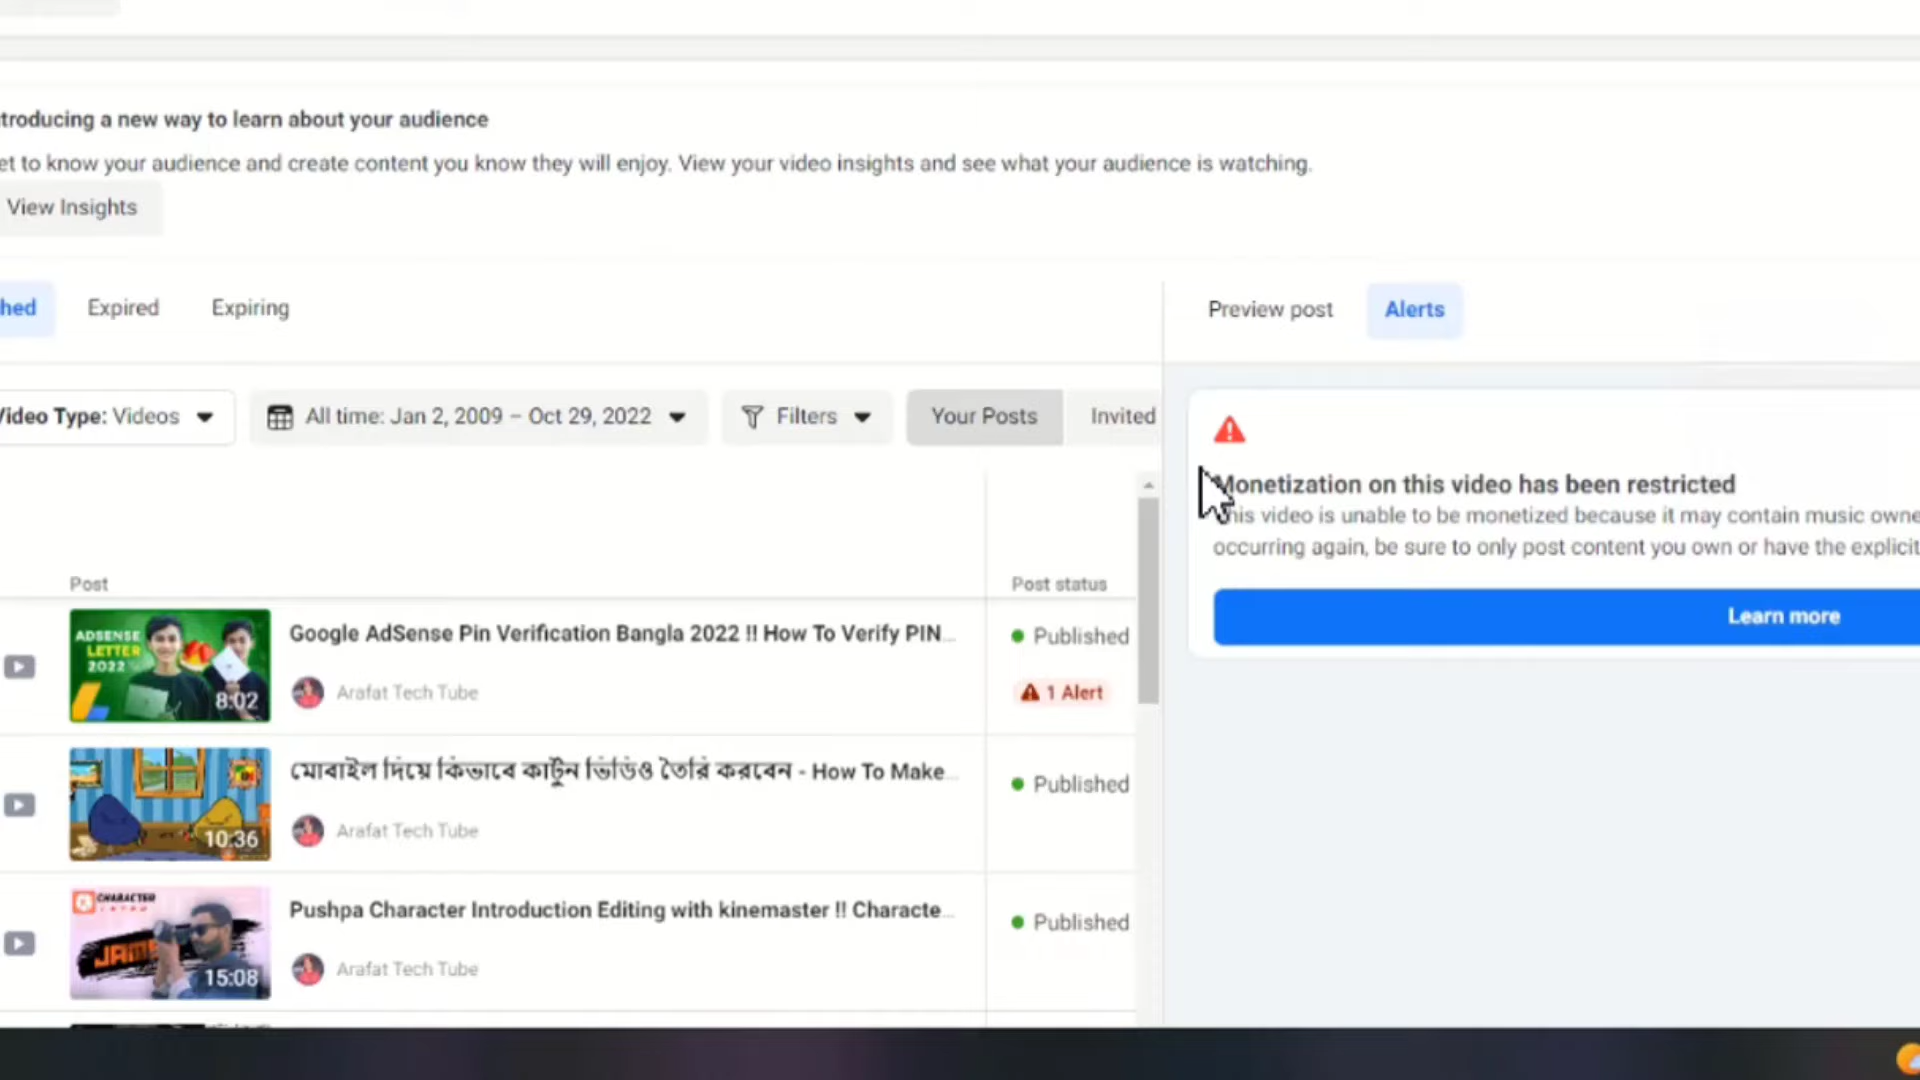 troducing a new way to learn about your audience
et to know your audience and create content you know they will enjoy. View your video insights and see what your audience is watching.
View Insights
hed
Expired
Expiring
Preview post
Alerts
Video Type: Videos
All time: Jan 2, 2009 – Oct 29, 2022
Filters
Your Posts
Invited
Monetization on this video has been restricted
This video is unable to be monetized because it may contain music owne
occurring again, be sure to only post content you own or have the explicit
Learn more
Post
Post status
ADSENSE
LETTER
2022
8:02
Google AdSense Pin Verification Bangla 2022 !! How To Verify PIN...
Arafat Tech Tube
Published
1 Alert
10:36
মোবাইল দিয়ে কিভাবে কার্টুন ভিডিও তৈরি করবেন - How To Make...
Arafat Tech Tube
Published
CHARACTER
INTRO
JAM
15:08
Pushpa Character Introduction Editing with kinemaster !! Characte...
Arafat Tech Tube
Published